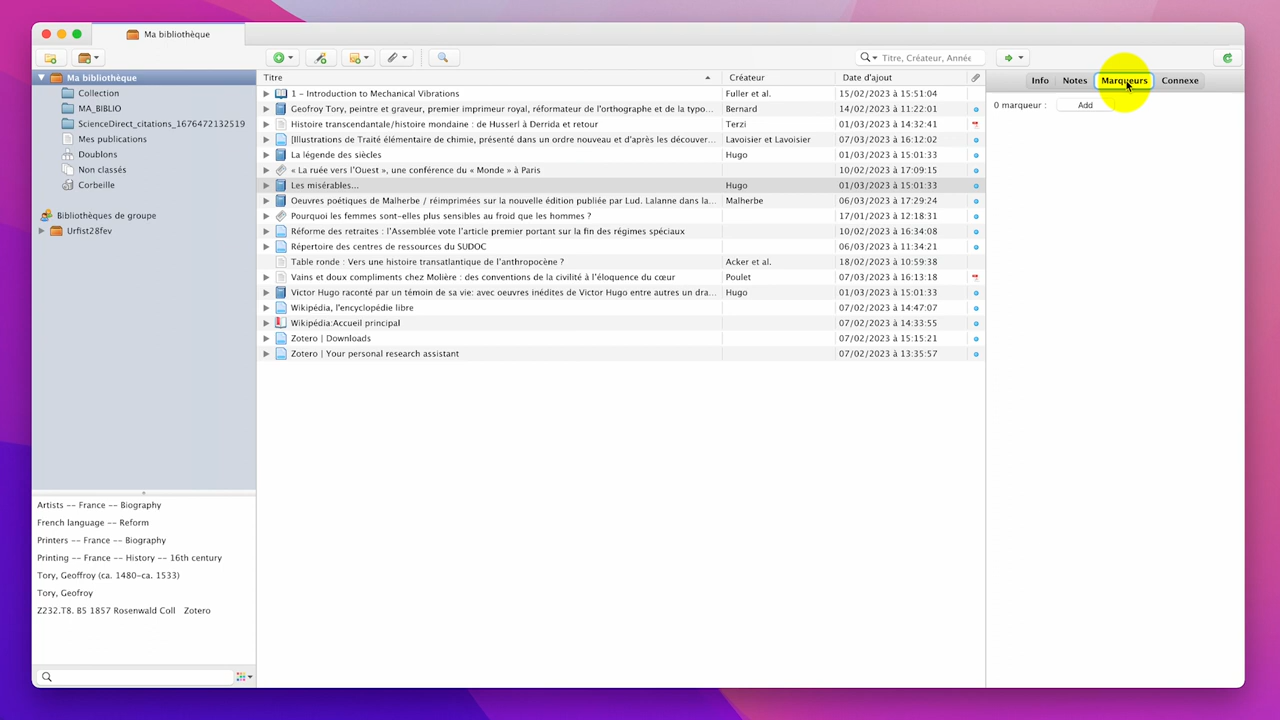 Ma bibliothèque
Titre, Créateur, Année
Ma bibliothèque
Collection
MA_BIBLIO
ScienceDirect_citations_1676472132519
Mes publications
Doublons
Non classés
Corbeille
Bibliothèques de groupe
Urfist28fev
Artists -- France -- Biography
French language -- Reform
Printers -- France -- Biography
Printing -- France -- History -- 16th century
Tory, Geoffroy (ca. 1480-ca. 1533)
Tory, Geofroy
Z232.T8. B5 1857 Rosenwald Coll Zotero
Titre Créateur Date d'ajout
1 – Introduction to Mechanical Vibrations Fuller et al. 15/02/2023 à 15:51:04
Geofroy Tory, peintre et graveur, premier imprimeur royal, réformateur de l'orthographe et de la typo... Bernard 14/02/2023 à 11:22:01
Histoire transcendantale/histoire mondaine : de Husserl à Derrida et retour Terzi 01/03/2023 à 14:32:41
[Illustrations de Traité élémentaire de chimie, présenté dans un ordre nouveau et d'après les découver... Lavoisier et Lavoisier 07/03/2023 à 16:12:02
La légende des siècles Hugo 01/03/2023 à 15:01:33
« La ruée vers l'Ouest », une conférence du « Monde » à Paris 10/02/2023 à 17:09:15
Les misérables... Hugo 01/03/2023 à 15:01:33
Oeuvres poétiques de Malherbe / réimprimées sur la nouvelle édition publiée par Lud. Lalanne dans la... Malherbe 06/03/2023 à 17:29:24
Pourquoi les femmes sont-elles plus sensibles au froid que les hommes ? 17/01/2023 à 12:18:31
Réforme des retraites : l'Assemblée vote l'article premier portant sur la fin des régimes spéciaux 10/02/2023 à 16:34:08
Répertoire des centres de ressources du SUDOC 06/03/2023 à 11:34:21
Table ronde : Vers une histoire transatlantique de l'anthropocène ? Acker et al. 18/02/2023 à 10:59:38
Vains et doux compliments chez Molière : des conventions de la civilité à l'éloquence du cœur Poulet 07/03/2023 à 16:13:18
Victor Hugo raconté par un témoin de sa vie: avec oeuvres inédites de Victor Hugo entre autres un dra... Hugo 01/03/2023 à 15:01:33
Wikipédia, l'encyclopédie libre 07/02/2023 à 14:47:07
Wikipédia:Accueil principal 07/02/2023 à 14:33:55
Zotero | Downloads 07/02/2023 à 15:15:21
Zotero | Your personal research assistant 07/02/2023 à 13:35:57
Info Notes Marqueurs Connexe
0 marqueur : Add